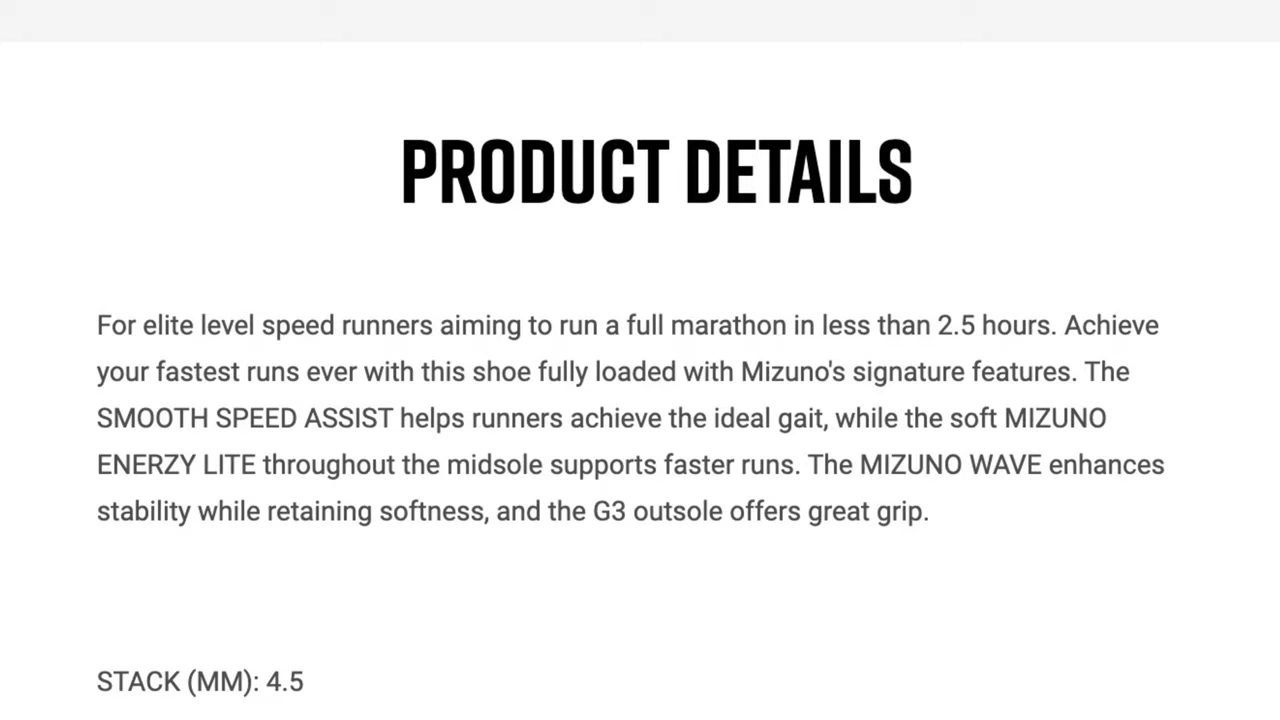 PRODUCT DETAILS
For elite level speed runners aiming to run a full marathon in less than 2.5 hours. Achieve
your fastest runs ever with this shoe fully loaded with Mizuno's signature features. The
SMOOTH SPEED ASSIST helps runners achieve the ideal gait, while the soft MIZUNO
ENERZY LITE throughout the midsole supports faster runs. The MIZUNO WAVE enhances
stability while retaining softness, and the G3 outsole offers great grip.
STACK (MM): 4.5